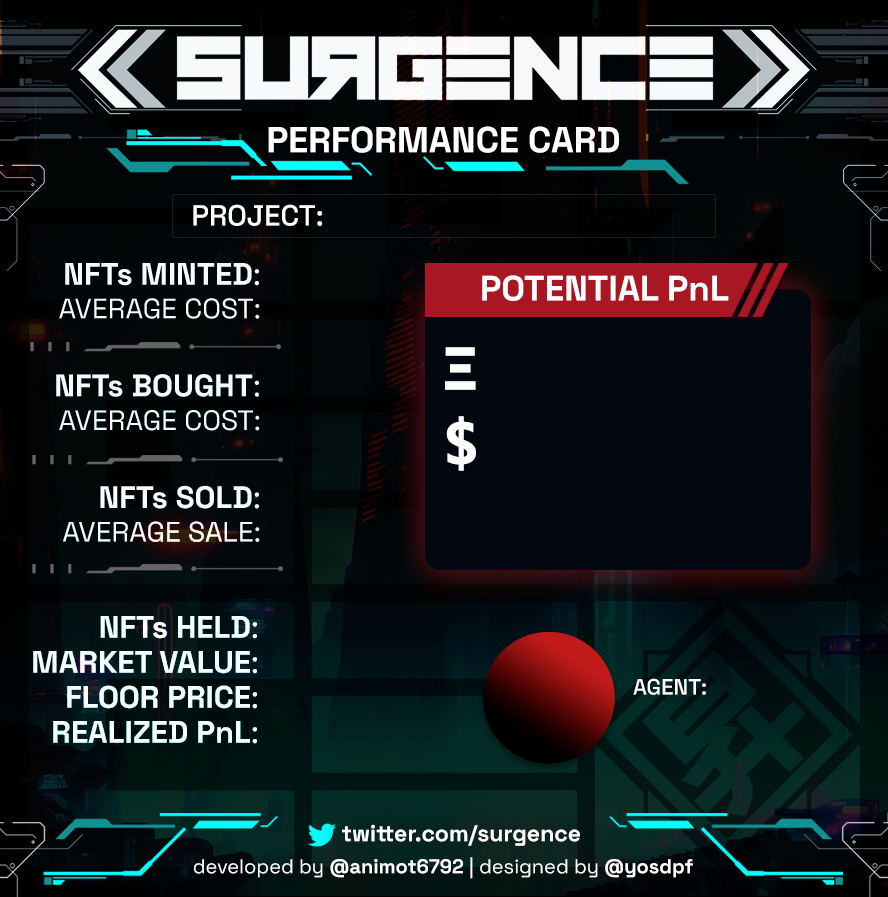 SURGENCE
PERFORMANCE CARD
PROJECT:
NFTs MINTED:
AVERAGE COST:
NFTs BOUGHT:
AVERAGE COST:
NFTs SOLD:
AVERAGE SALE:
POTENTIAL PnL
Ξ
$
NFTs HELD:
MARKET VALUE:
FLOOR PRICE:
REALIZED PnL:
AGENT:
twitter.com/surgence
developed by @animot6792 | designed by @yosdpf